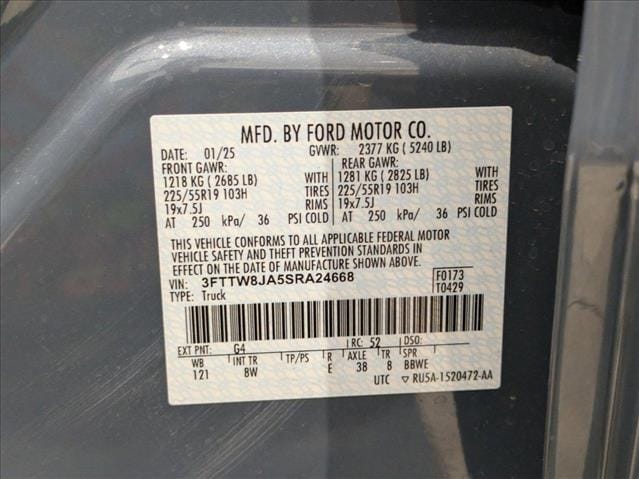 MFD. BY FORD MOTOR CO.
DATE: 01/25 GVWR: 2377 KG ( 5240 LB)
FRONT GAWR: REAR GAWR:
1218 KG ( 2685 LB) WITH 1281 KG ( 2825 LB) WITH
225/55R19 103H TIRES 225/55R19 103H TIRES
19x7.5J RIMS 19x7.5J RIMS
AT 250 kPa/ 36 PSI COLD AT 250 kPa/ 36 PSI COLD
THIS VEHICLE CONFORMS TO ALL APPLICABLE FEDERAL MOTOR
VEHICLE SAFETY AND THEFT PREVENTION STANDARDS IN
EFFECT ON THE DATE OF MANUFACTURE SHOWN ABOVE.
VIN: 3FTTW8JA5SRA24668 F0173
TYPE: Truck T0429
EXT PNT: G4 RC: 52 DSO:
WB INT TR TP/PS R AXLE TR SPR
121 8W E 38 8 BBWE
UTC ▽ RU5A-1520472-AA